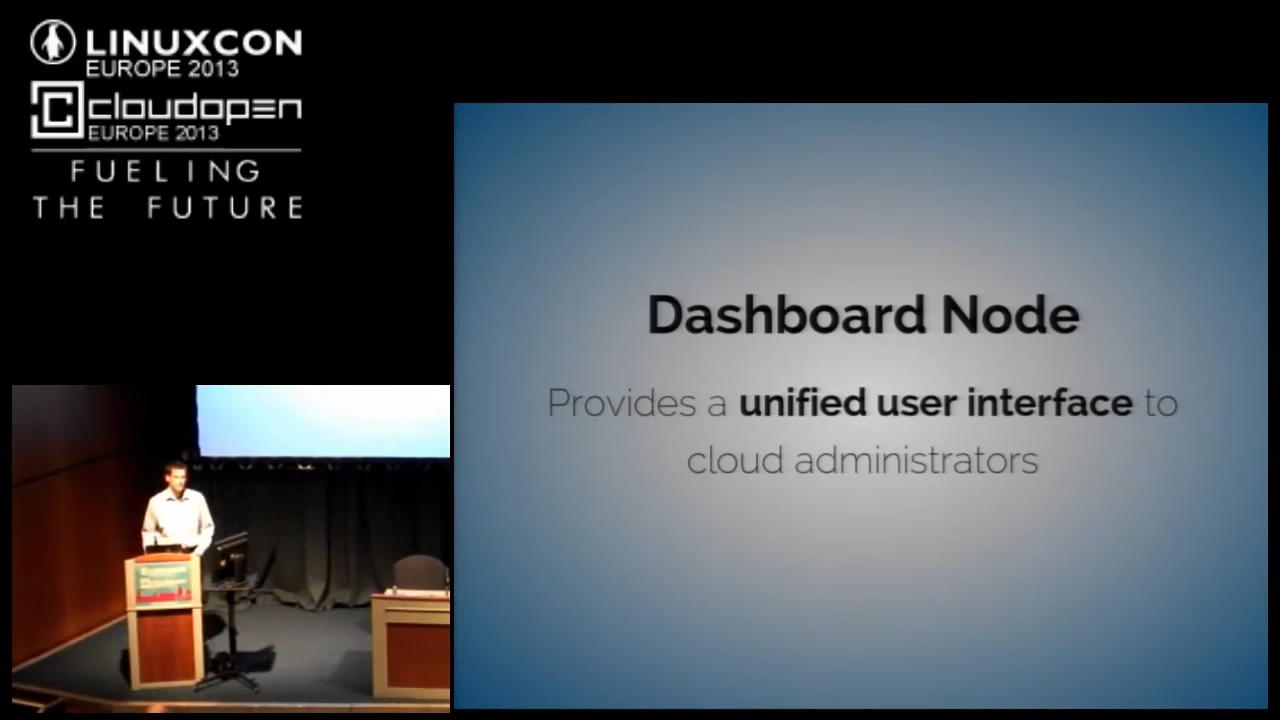 LINUXCON
EUROPE 2013
cloudopen
EUROPE 2013
FUELING
THE FUTURE
Dashboard Node
Provides a unified user interface to
cloud administrators